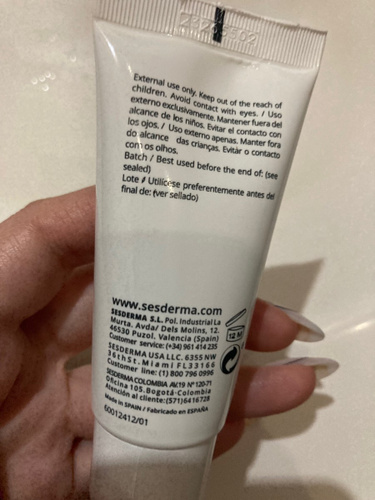 External use only. Keep out of the reach of
children. Avoid contact with eyes. / Uso
externo exclusivamente. Mantener fuera del
alcance de los niños. Evitar el contacto con
los ojos. / Uso externo apenas. Manter fora
do alcance das crianças. Evitar o contacto
com os olhos.
Batch / Best used before the end of: (see
sealed)
Lote / Utilícese preferentemente antes del
final de: (ver sellado)
www.sesderma.com
SESDERMA S.L. Pol. Industrial La
Murta. Avda/ Dels Molins, 12.
46530 Puzol. Valencia (Spain)
Customer service: (+34) 961 414 235
12 M
SESDERMA USA LLC. 6355 NW
36th St. Miami FL 33166
Customer line: (1) 800 796 0996
SESDERMA COLOMBIA AV.19 Nº 120-71
Oficina 105. Bogotá-Colombia
Atención al cliente:(571)6416728
Made in SPAIN / Fabricado en ESPAÑA
60012412/01